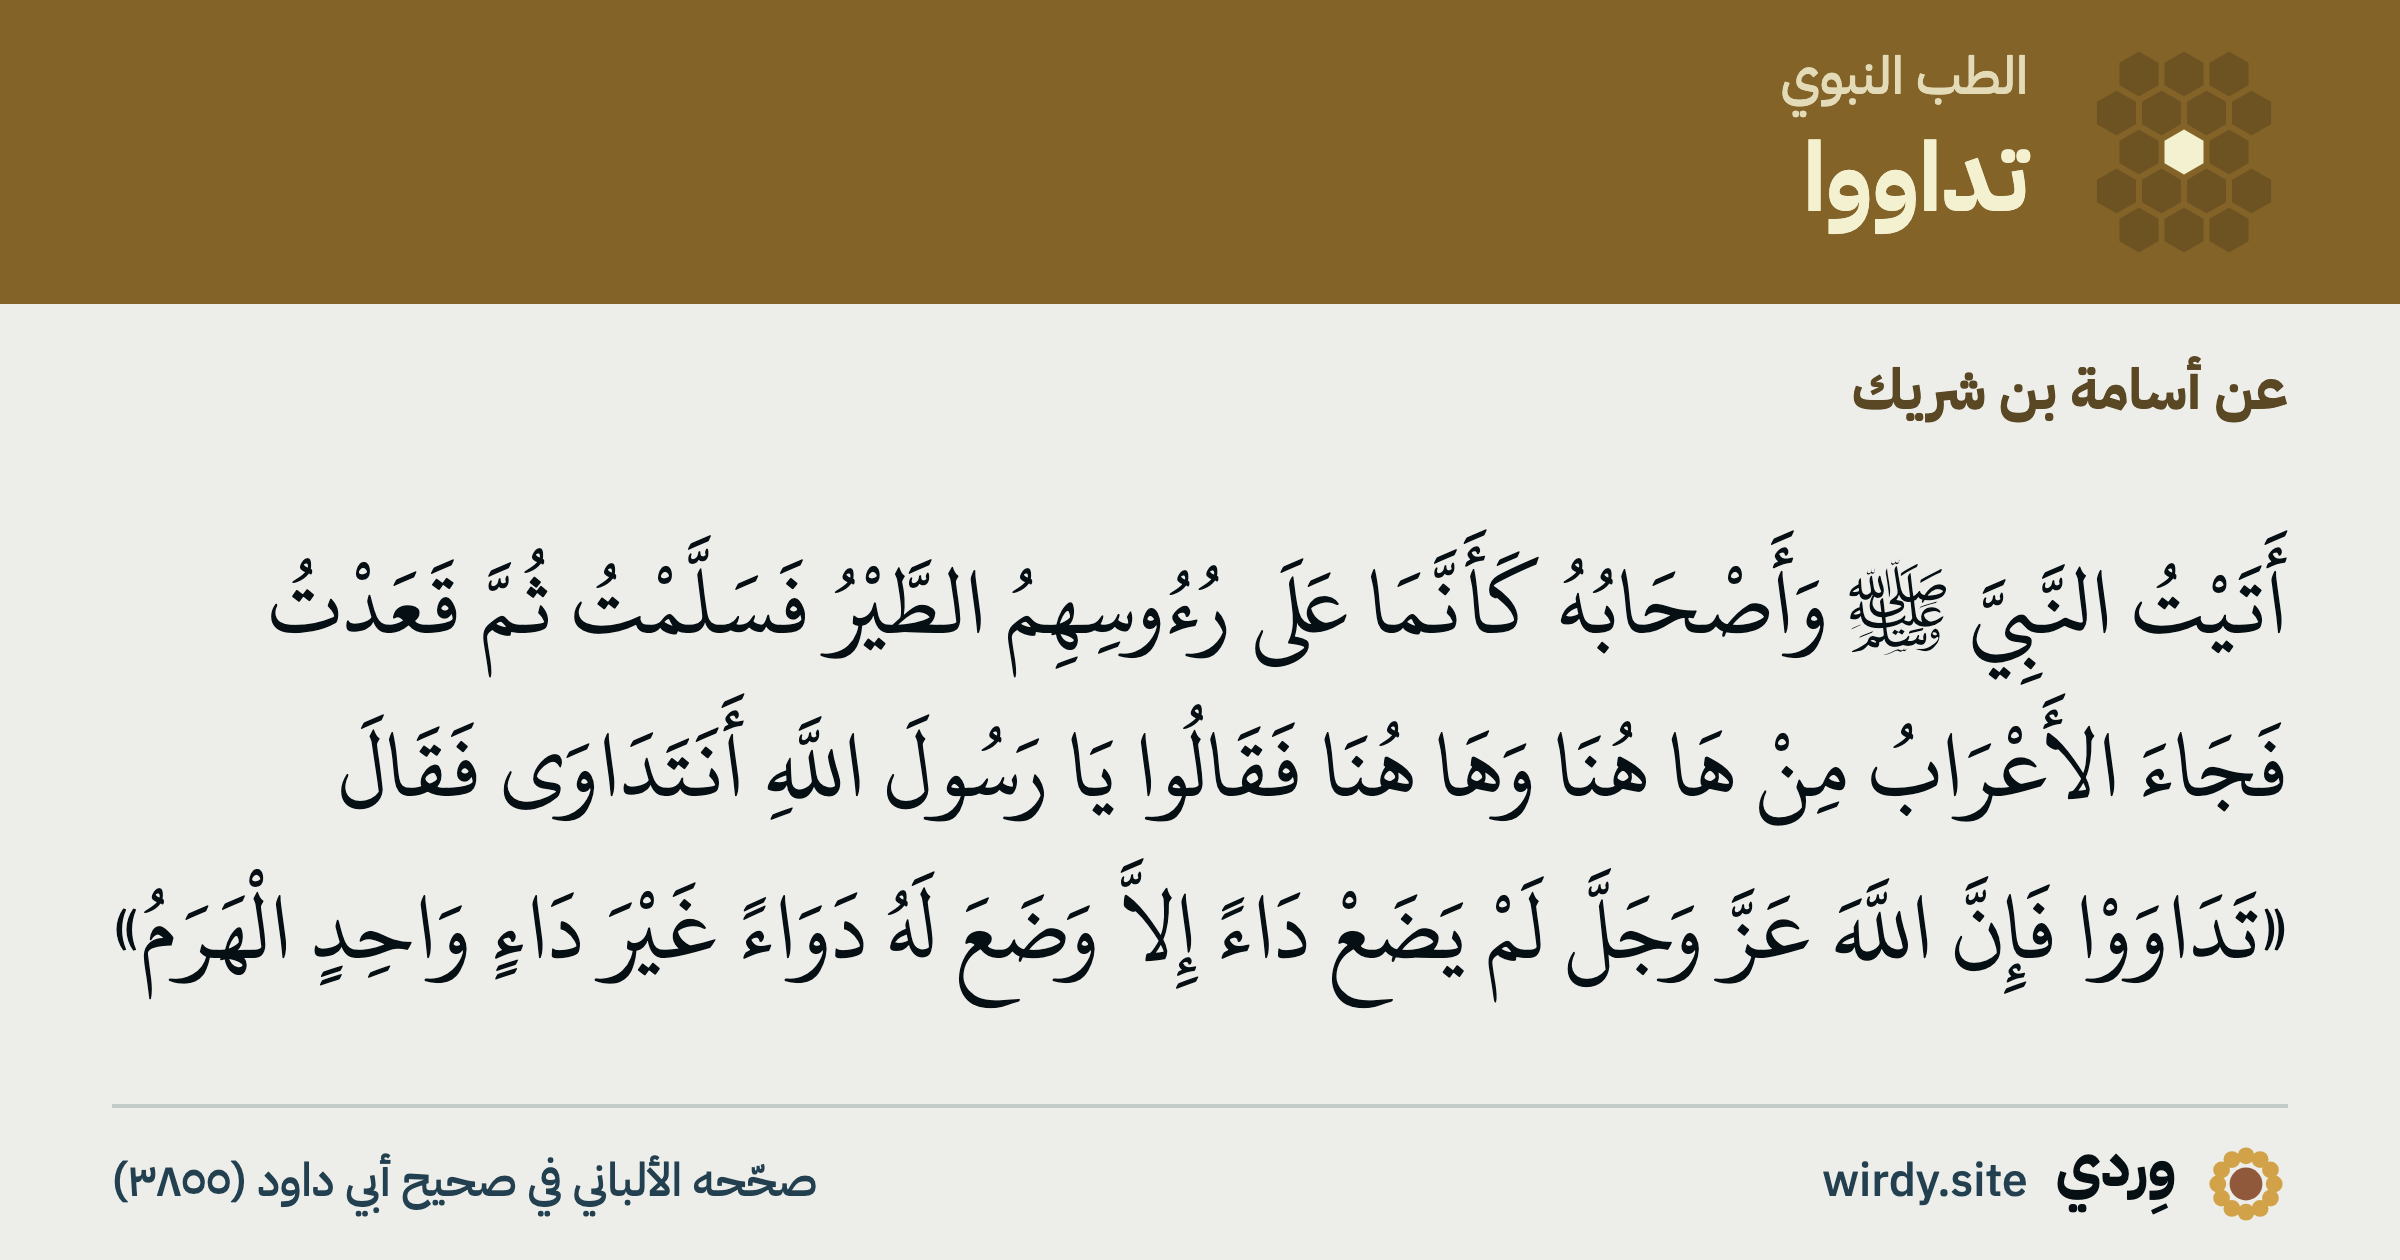 الطب النبوي
تداووا
عن أسامة بن شريك
أَتَيْتُ النَّبِيَّ ﷺ وَأَصْحَابُهُ كَأَنَّمَا عَلَى رُءُوسِهِمُ الطَّيْرُ فَسَلَّمْتُ ثُمَّ قَعَدْتُ
فَجَاءَ الأَعْرَابُ مِنْ هَا هُنَا وَهَا هُنَا فَقَالُوا يَا رَسُولَ اللَّهِ أَنَتَدَاوَى فَقَالَ
«تَدَاوَوْا فَإِنَّ اللَّهَ عَزَّ وَجَلَّ لَمْ يَضَعْ دَاءً إِلاَّ وَضَعَ لَهُ دَوَاءً غَيْرَ دَاءٍ وَاحِدٍ الْهَرَمُ»
وِردي wirdy.site
صحّحه الألباني في صحيح أبي داود (٣٨٥٥)